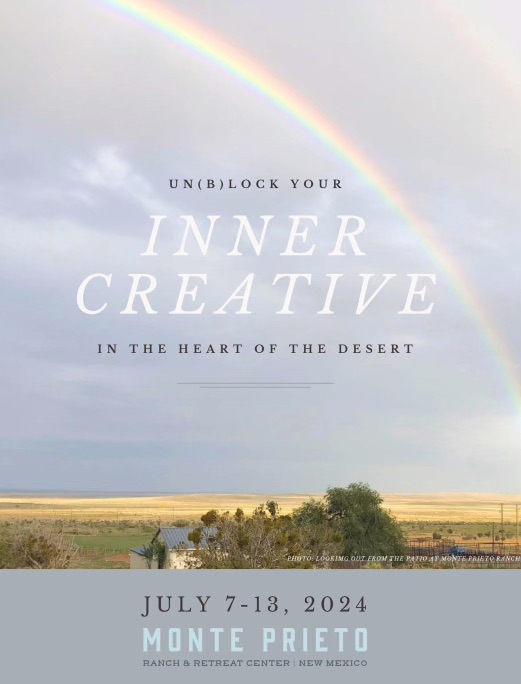 UN(B)LOCK YOUR
INNER
CREATIVE
IN THE HEART OF THE DESERT
PHOTO: LOOKIMG OUT FROM THE PATIO AT MONTE PRIETO RANCH
JULY 7-13, 2024
MONTE PRIETO
RANCH & RETREAT CENTER | NEW MEXICO